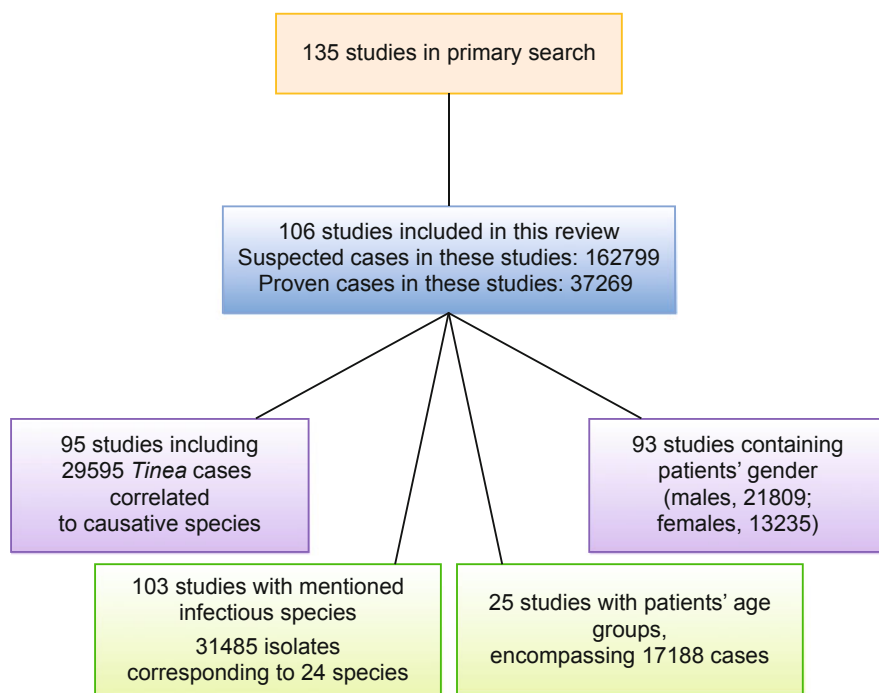 135 studies in primary search
106 studies included in this review
Suspected cases in these studies: 162799
Proven cases in these studies: 37269
95 studies including
29595 Tinea cases
correlated
to causative species
93 studies containing
patients’ gender
(males, 21809;
females, 13235)
103 studies with mentioned
infectious species
31485 isolates
corresponding to 24 species
25 studies with patients’ age
groups,
encompassing 17188 cases